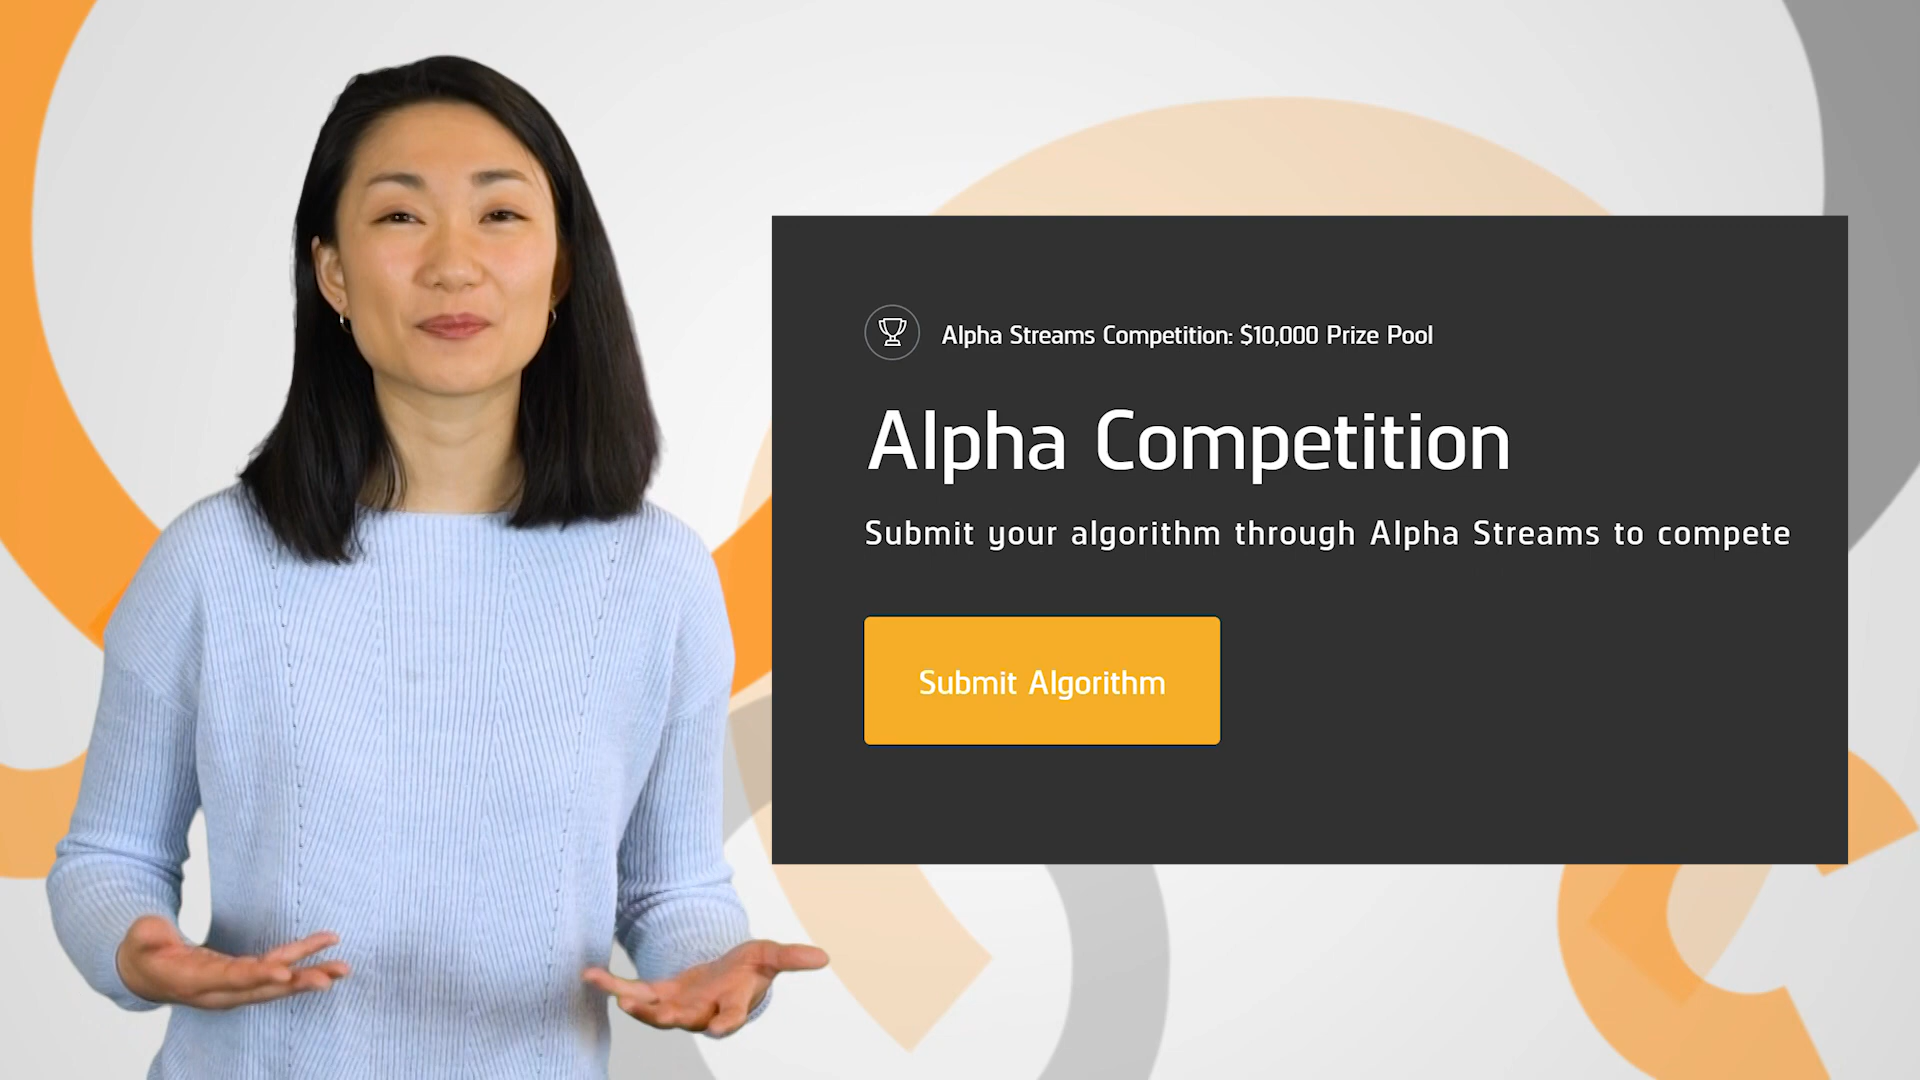 Alpha Streams Competition: $10,000 Prize Pool
Alpha Competition
Submit your algorithm through Alpha Streams to compete
Submit Algorithm